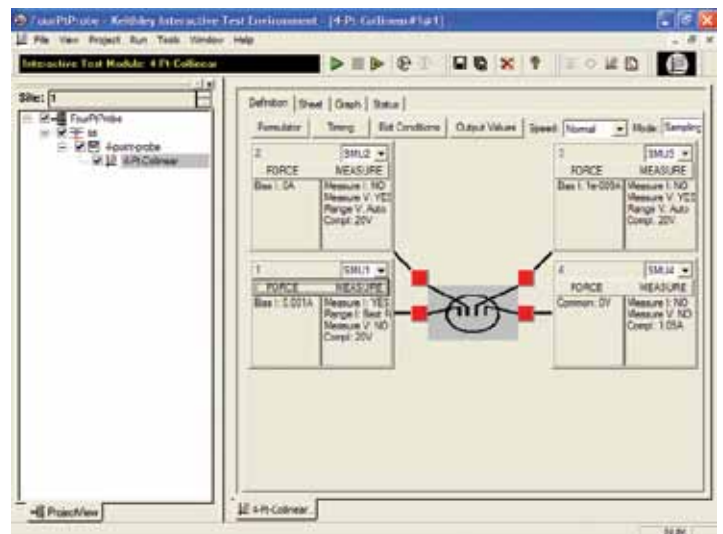 FourPtProbe - Keithley Interactive Test Environment - [4-Pt-Collinear#1@1]
File View Project Run Tools Window Help
Interactive Test Module: 4-Pt-Collinear
Site: 1
FourPtProbe
4-point-probe
4-Pt-Collinear
ProjectView
Definition Sheet Graph Status
Formulator Timing Exit Conditions Output Values Speed: Normal Mode: Sampling
2 SMU2
FORCE MEASURE
Bias I: 0A
Measure I: NO
Measure V: YES
Range V: Auto
Compl: 20V
3 SMU3
FORCE MEASURE
Measure I: NO
Measure V: YES
Range V: Auto
Compl: 20V
1 SMU1
FORCE MEASURE
Bias I: 0.001A
Measure I: YES
Range I: Best
Measure V: NO
Compl: 20V
4 SMU4
FORCE MEASURE
Common: 0V
Measure I: NO
Measure V: NO
Compl: 1.05A
4-Pt-Collinear
NUM